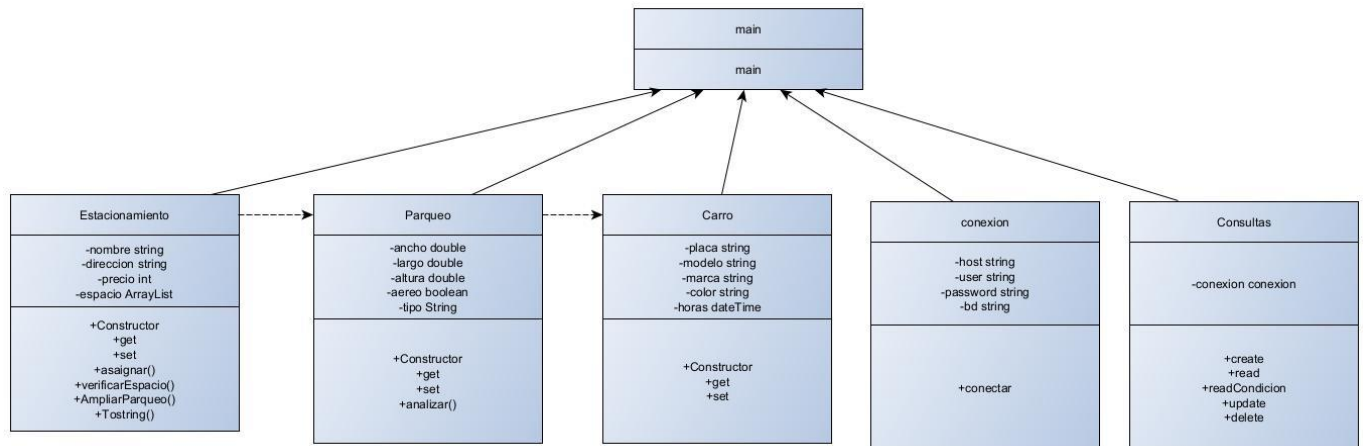 main
main
Estacionamiento
-nombre string
-direccion string
-precio int
-espacio ArrayList
+Constructor
+get
+set
+asaignar()
+verificarEspacio()
+AmpliarParqueo()
+Tostring()
Parqueo
-ancho double
-largo double
-altura double
-aereo boolean
-tipo String
+Constructor
+get
+set
+analizar()
Carro
-placa string
-modelo string
-marca string
-color string
-horas dateTime
+Constructor
+get
+set
conexion
-host string
-user string
-password string
-bd string
+conectar
Consultas
-conexion conexion
+create
+read
+readCondicion
+update
+delete